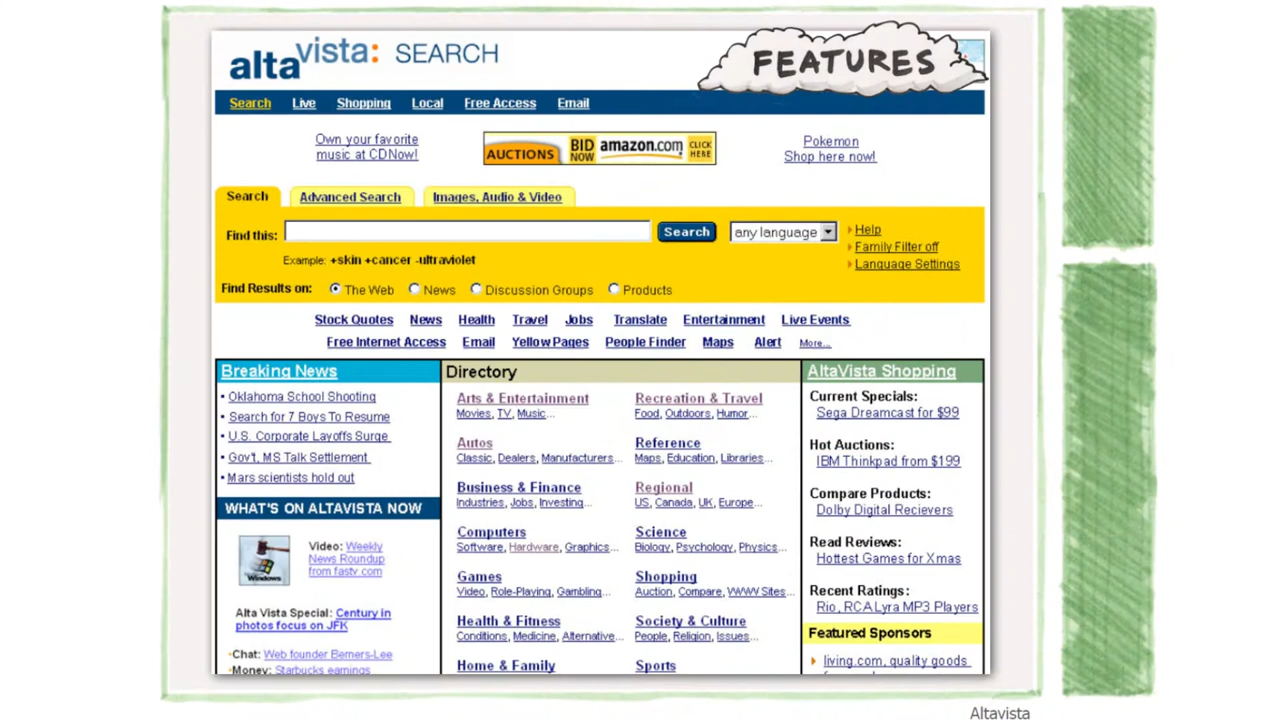 alta vista: SEARCH
FEATURES
Search Live Shopping Local Free Access Email
Own your favorite
music at CDNow!
AUCTIONS BID NOW amazon.com CLICK HERE
Pokemon
Shop here now!
Search Advanced Search Images, Audio & Video
Find this: Search any language
Help
Family Filter off
Language Settings
Example: +skin +cancer -ultraviolet
Find Results on: The Web News Discussion Groups Products
Stock Quotes News Health Travel Jobs Translate Entertainment Live Events
Free Internet Access Email Yellow Pages People Finder Maps Alert More...
Breaking News
• Oklahoma School Shooting
• Search for 7 Boys To Resume
• U.S. Corporate Layoffs Surge
• Gov't, MS Talk Settlement
• Mars scientists hold out
WHAT'S ON ALTAVISTA NOW
Windows
Video: Weekly
News Roundup
from fastv.com
Alta Vista Special: Century in
photos focus on JFK
Chat: Web founder Berners-Lee
Money: Starbucks earnings
Directory
Arts & Entertainment
Movies, TV, Music...
Autos
Classic, Dealers, Manufacturers...
Business & Finance
Industries, Jobs, Investing...
Computers
Software, Hardware, Graphics...
Games
Video, Role-Playing, Gambling...
Health & Fitness
Conditions, Medicine, Alternative...
Home & Family
Recreation & Travel
Food, Outdoors, Humor...
Reference
Maps, Education, Libraries...
Regional
US, Canada, UK, Europe...
Science
Biology, Psychology, Physics...
Shopping
Auction, Compare, WWW Sites...
Society & Culture
People, Religion, Issues...
Sports
AltaVista Shopping
Current Specials:
Sega Dreamcast for $99
Hot Auctions:
IBM Thinkpad from $199
Compare Products:
Dolby Digital Recievers
Read Reviews:
Hottest Games for Xmas
Recent Ratings:
Rio, RCA Lyra MP3 Players
Featured Sponsors
living.com, quality goods
Altavista